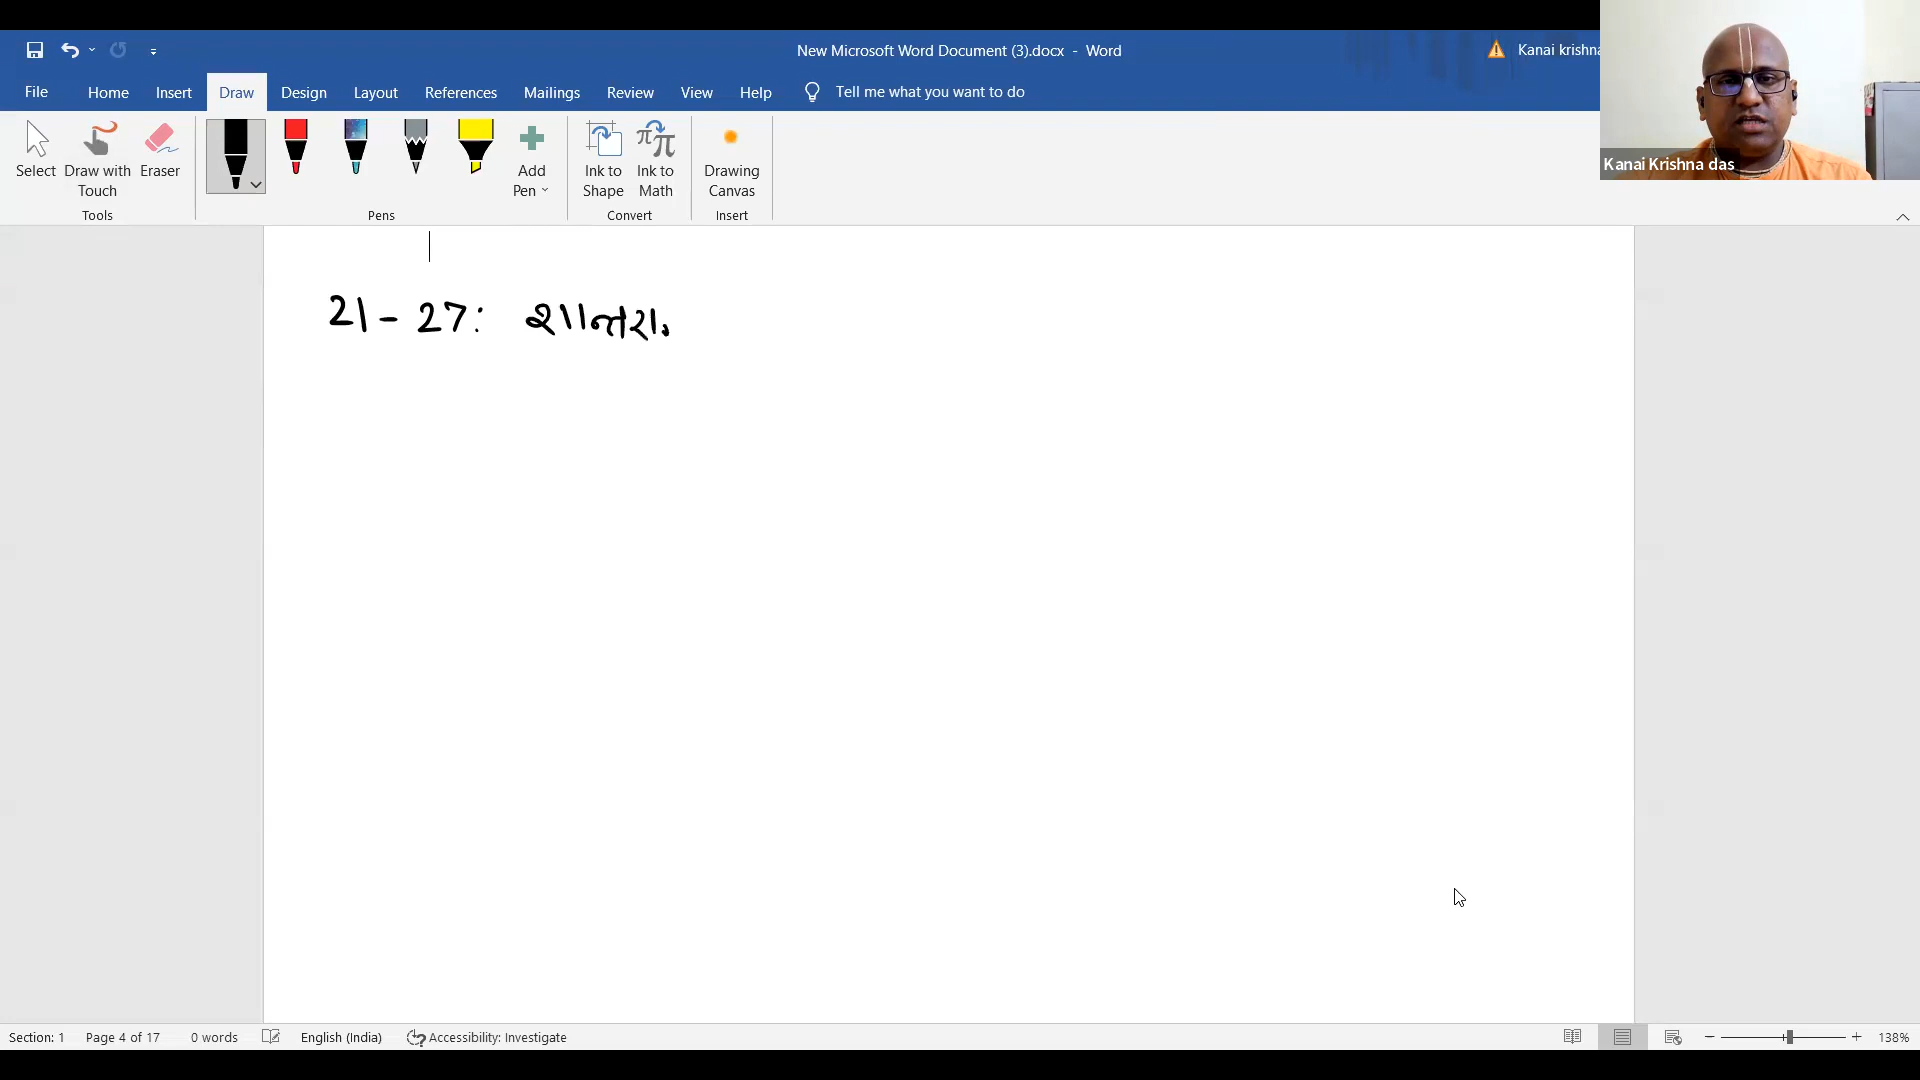 New Microsoft Word Document (3).docx - Word
Kanai krishna
File Home Insert Draw Design Layout References Mailings Review View Help Tell me what you want to do
Select Draw with Touch Eraser Add Pen Ink to Shape Ink to Math Drawing Canvas
Tools Pens Convert Insert
Kanai Krishna das
21 - 27:
Section: 1 Page 4 of 17 0 words English (India) Accessibility: Investigate 138%